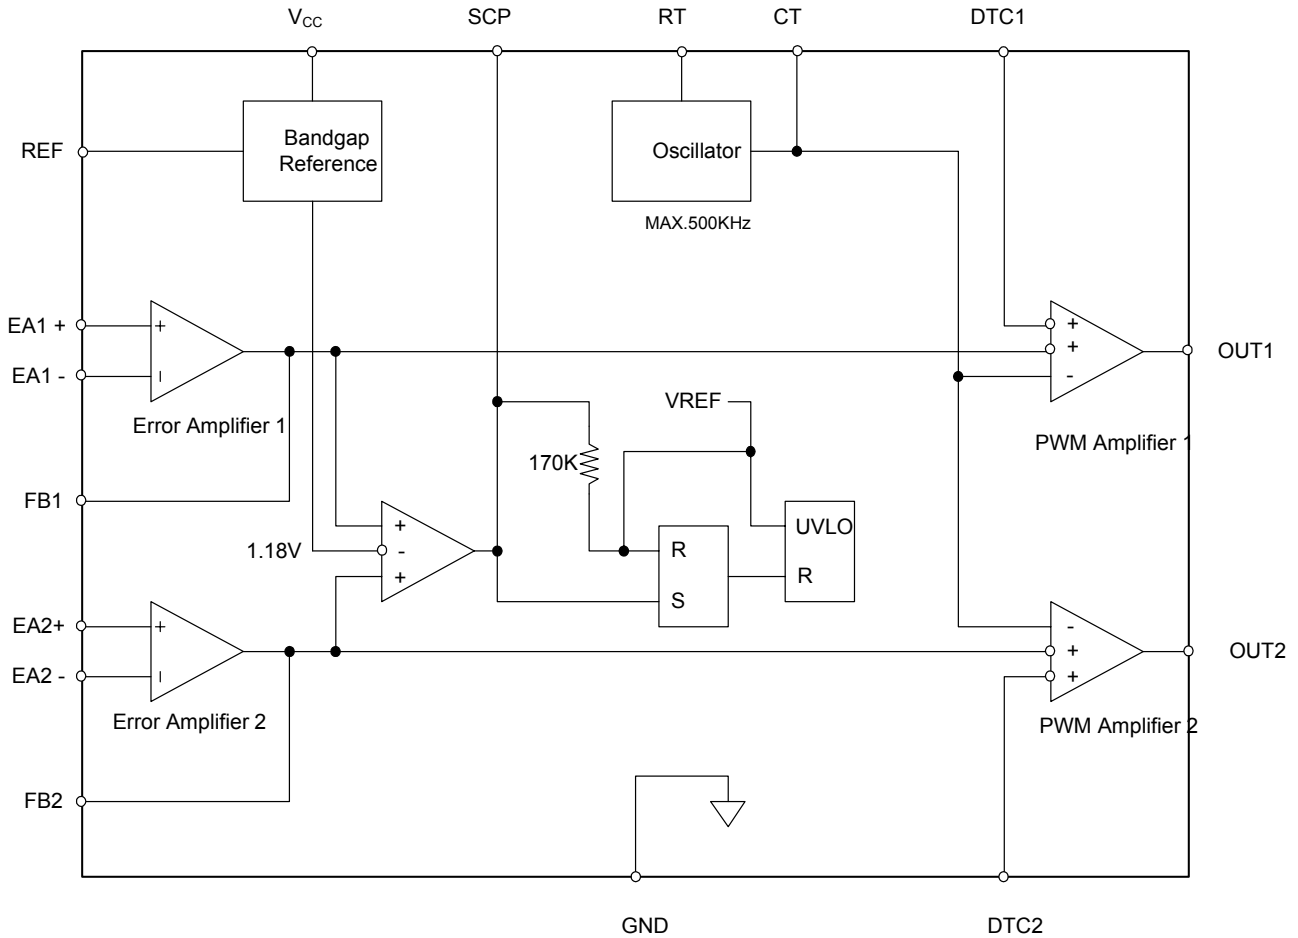 VCC
SCP
RT
CT
DTC1
Bandgap
Reference
REF
Oscillator
MAX.500KHz
EA1 +
+
+
+
OUT1
EA1 -
-
Error Amplifier 1
VREF
PWM Amplifier 1
170K
FB1
+
UVLO
1.18V
-
R
+
R
S
EA2+
+
-
OUT2
+
EA2 -
+
Error Amplifier 2
PWM Amplifier 2
FB2
GND
DTC2